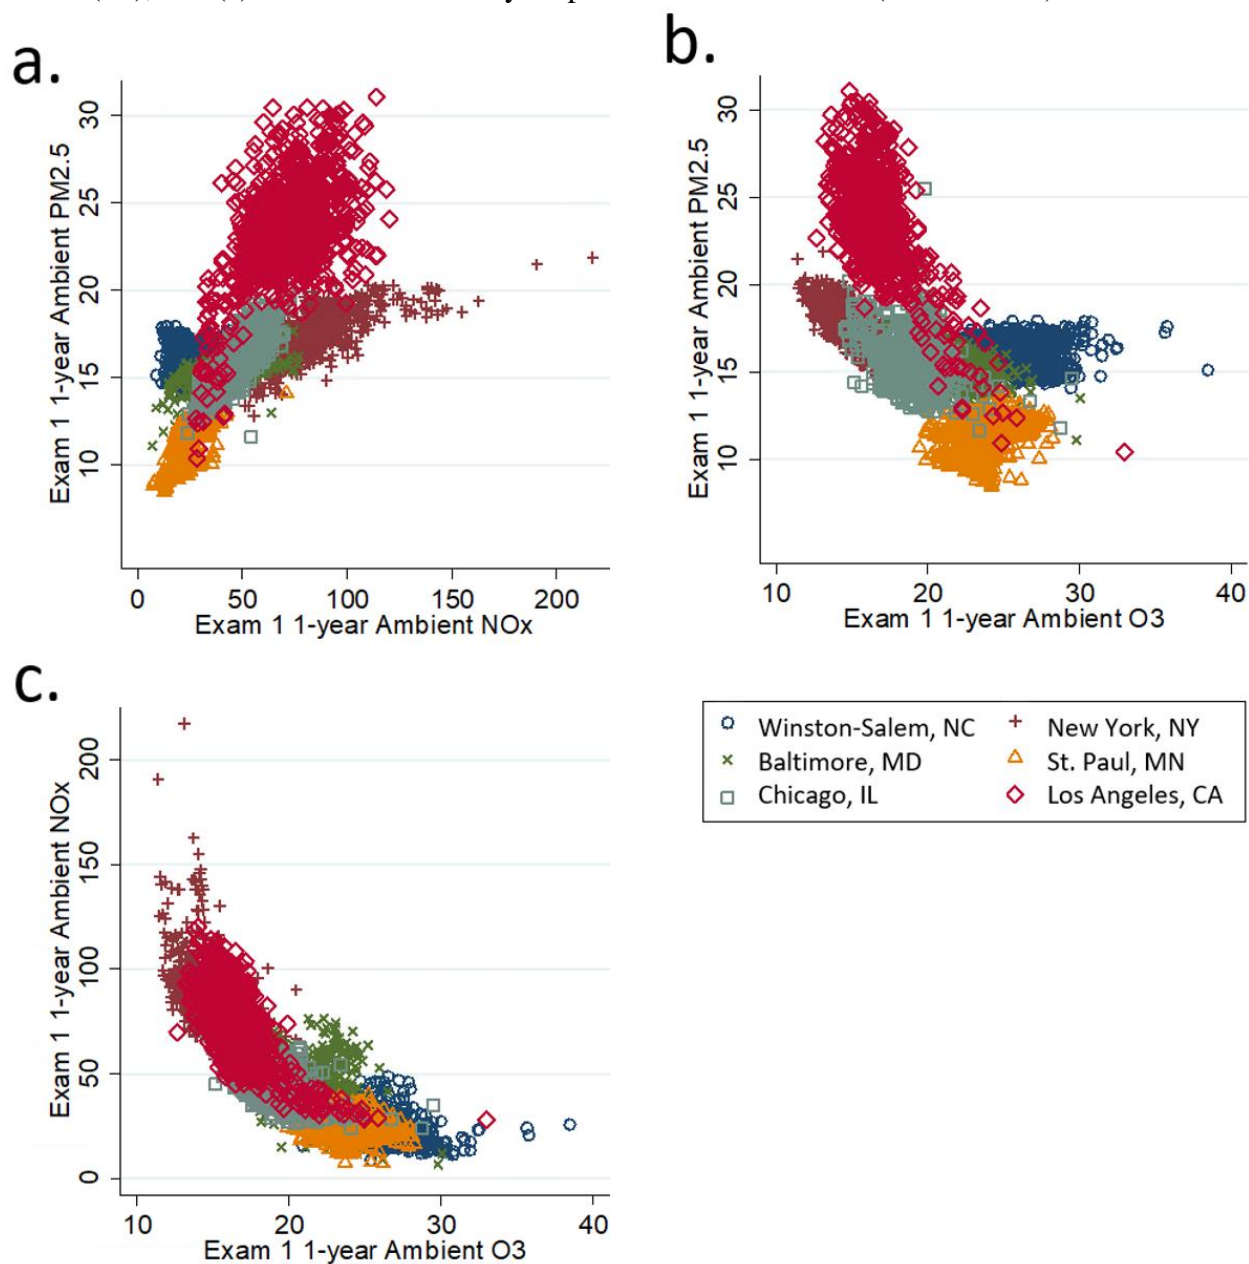 a.
Exam 1 1-year Ambient PM2.5
30
25
20
15
10
0 50 100 150 200
Exam 1 1-year Ambient NOx
b.
Exam 1 1-year Ambient PM2.5
30
25
20
15
10
10 20 30 40
Exam 1 1-year Ambient O3
c.
Exam 1 1-year Ambient NOx
200
150
100
50
0
10 20 30 40
Exam 1 1-year Ambient O3
Winston-Salem, NC New York, NY
Baltimore, MD St. Paul, MN
Chicago, IL Los Angeles, CA